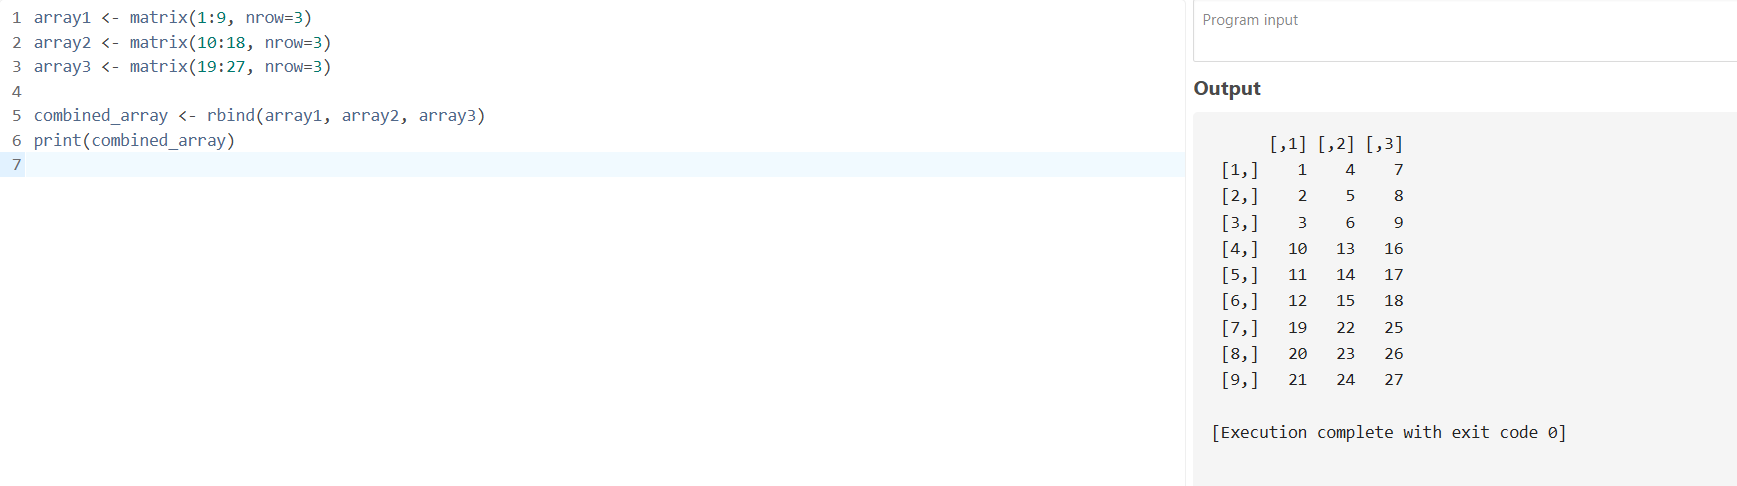 1 array1 <- matrix(1:9, nrow=3)
2 array2 <- matrix(10:18, nrow=3)
3 array3 <- matrix(19:27, nrow=3)
4
5 combined_array <- rbind(array1, array2, array3)
6 print(combined_array)
7
Program input
Output
      [,1] [,2] [,3]
 [1,]    1    4    7
 [2,]    2    5    8
 [3,]    3    6    9
 [4,]   10   13   16
 [5,]   11   14   17
 [6,]   12   15   18
 [7,]   19   22   25
 [8,]   20   23   26
 [9,]   21   24   27
[Execution complete with exit code 0]